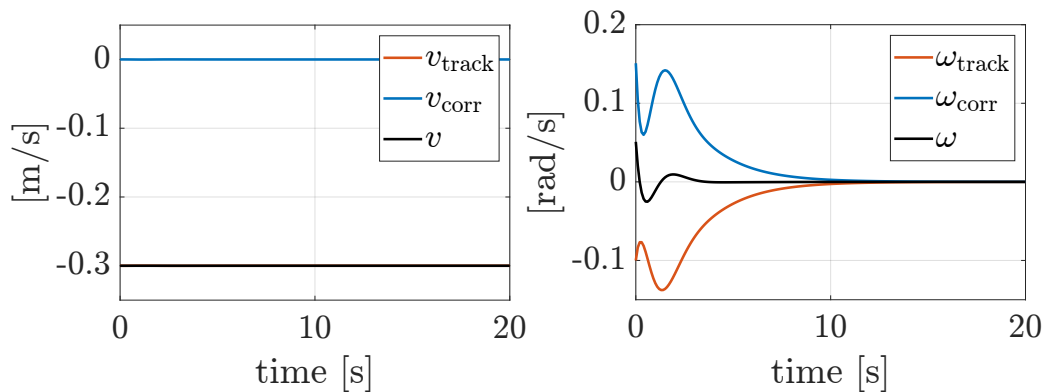 [m/s]
0
-0.1
-0.2
-0.3
v_track
v_corr
v
0 10 20
time [s]
[rad/s]
0.2
0.1
0
-0.1
ω_track
ω_corr
ω
0 10 20
time [s]